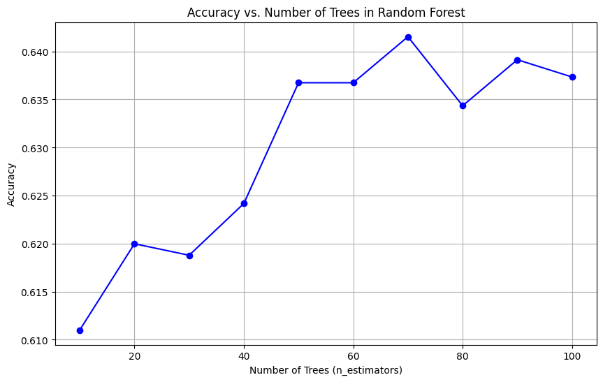 Accuracy vs. Number of Trees in Random Forest
0.640
0.635
0.630
0.625
0.620
0.615
0.610
Accuracy
20 40 60 80 100
Number of Trees (n_estimators)